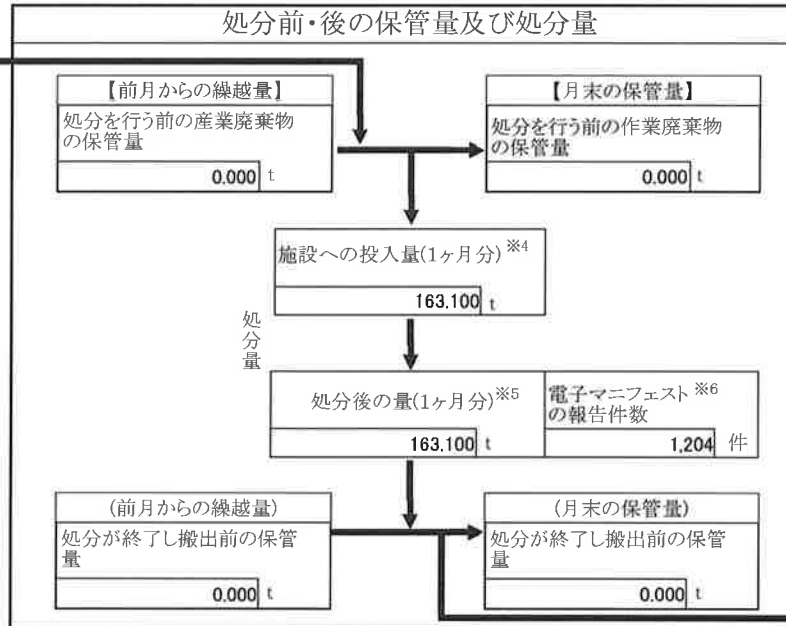 処分前・後の保管量及び処分量
【前月からの繰越量】
処分を行う前の産業廃棄物
の保管量
0.000 t
【月末の保管量】
処分を行う前の作業廃棄物
の保管量
0.000 t
施設への投入量(1ヶ月分)※4
163.100 t
処分量
処分後の量(1ヶ月分)※5
163.100 t
電子マニフェスト※6
の報告件数
1,204 件
(前月からの繰越量)
処分が終了し搬出前の保管
量
0.000 t
(月末の保管量)
処分が終了し搬出前の保管
量
0.000 t